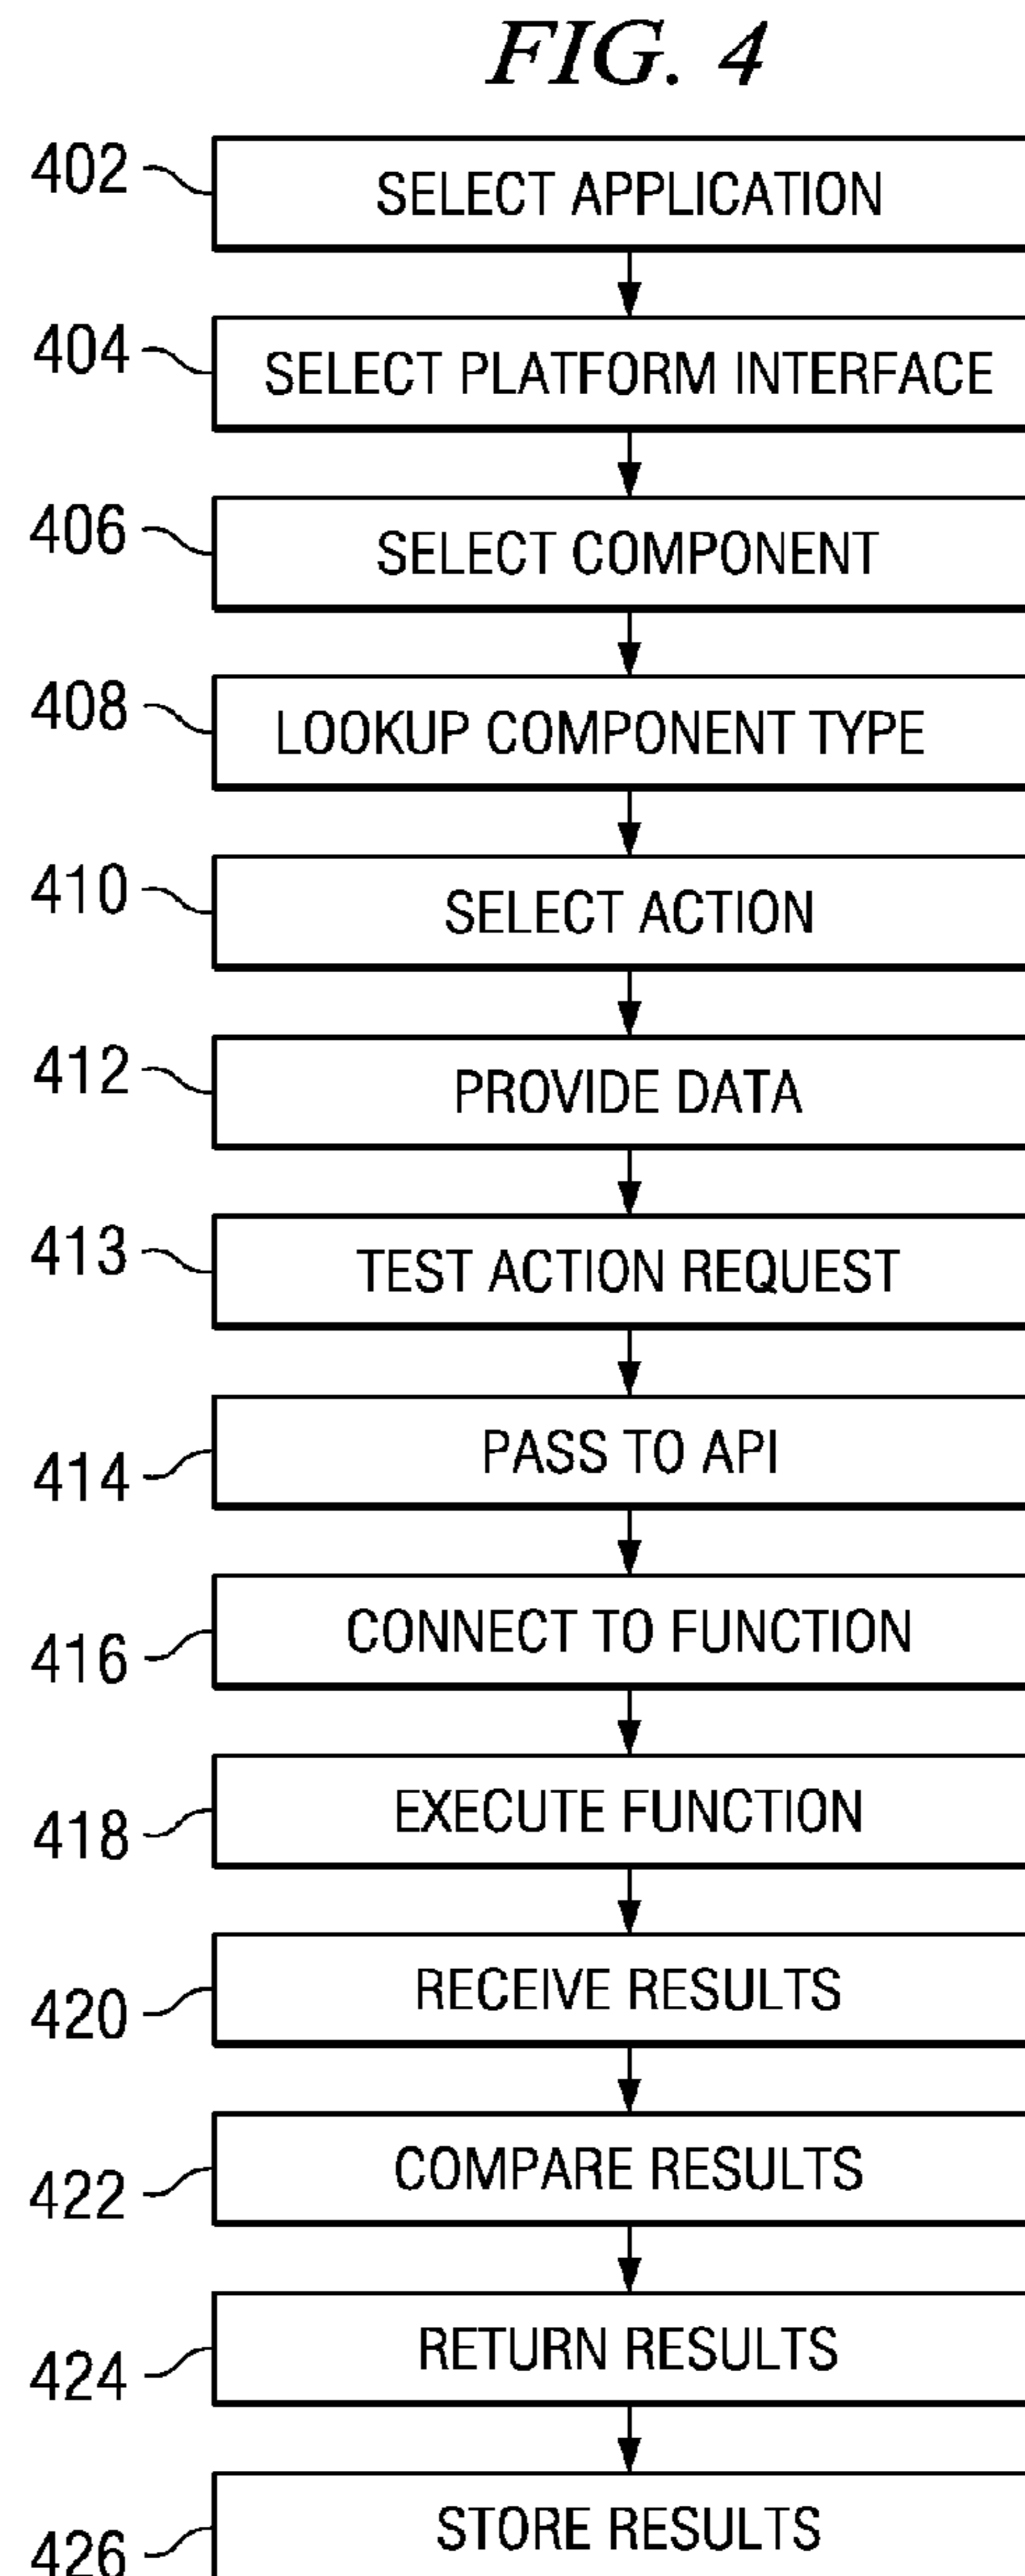 FIG. 4
402 SELECT APPLICATION
404 SELECT PLATFORM INTERFACE
406 SELECT COMPONENT
408 LOOKUP COMPONENT TYPE
410 SELECT ACTION
412 PROVIDE DATA
413 TEST ACTION REQUEST
414 PASS TO API
416 CONNECT TO FUNCTION
418 EXECUTE FUNCTION
420 RECEIVE RESULTS
422 COMPARE RESULTS
424 RETURN RESULTS
426 STORE RESULTS